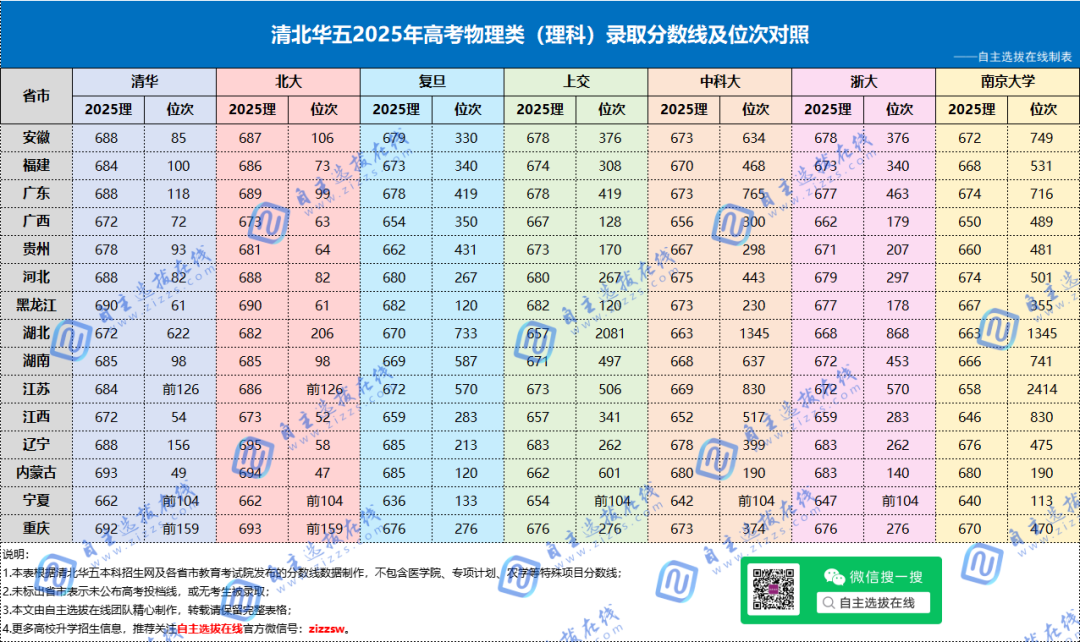 清北华五2025年高考物理类（理科）录取分数线及位次对照
——自主选拔在线制表
省市 清华 北大 复旦 上交 中科大 浙大 南京大学
2025理 位次 2025理 位次 2025理 位次 2025理 位次 2025理 位次 2025理 位次 2025理 位次
安徽 688 85 687 106 679 330 678 376 673 634 678 376 672 749
福建 684 100 686 73 673 340 674 308 670 468 673 340 668 531
广东 688 118 689 99 678 419 678 419 673 765 677 463 674 716
广西 672 72 673 63 654 350 667 128 656 300 662 179 650 489
贵州 678 93 681 64 662 431 673 170 667 298 671 207 660 481
河北 688 82 688 82 680 267 680 267 675 443 679 297 674 501
黑龙江 690 61 690 61 682 120 682 120 673 230 677 178 667 355
湖北 672 622 682 206 670 733 657 2081 663 1345 668 868 663 1345
湖南 685 98 685 98 669 587 671 497 668 637 672 453 666 741
江苏 684 前126 686 前126 672 570 673 506 669 830 672 570 658 2414
江西 672 54 673 52 659 283 657 341 652 517 659 283 646 830
辽宁 688 156 695 58 685 213 683 262 678 399 683 262 676 475
内蒙古 693 49 694 47 685 120 662 601 680 190 683 140 680 190
宁夏 662 前104 662 前104 636 133 654 前104 642 前104 647 前104 640 113
重庆 692 前159 693 前159 676 276 676 276 673 374 676 276 670 470
说明：
1.本表根据清北华五本科招生网及各省市教育考试院发布的分数线数据制作，不包含医学院、专项计划、农学等特殊项目分数线；
2.未标出省市表示未公布高考投档线，或无考生被录取；
3.本文由自主选拔在线团队精心制作，转载请保留完整表格；
4.更多高校升学招生信息，推荐关注自主选拔在线官方微信号：zizzsw。
微信搜一搜
自主选拔在线
自主选拔在线
www.zizzs.com